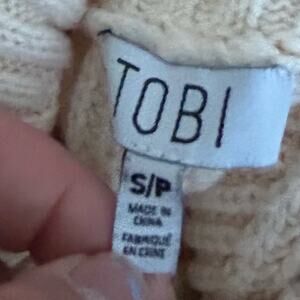 TOBI
S/P
MADE IN
CHINA
FABRIQUÉ
EN CHINE